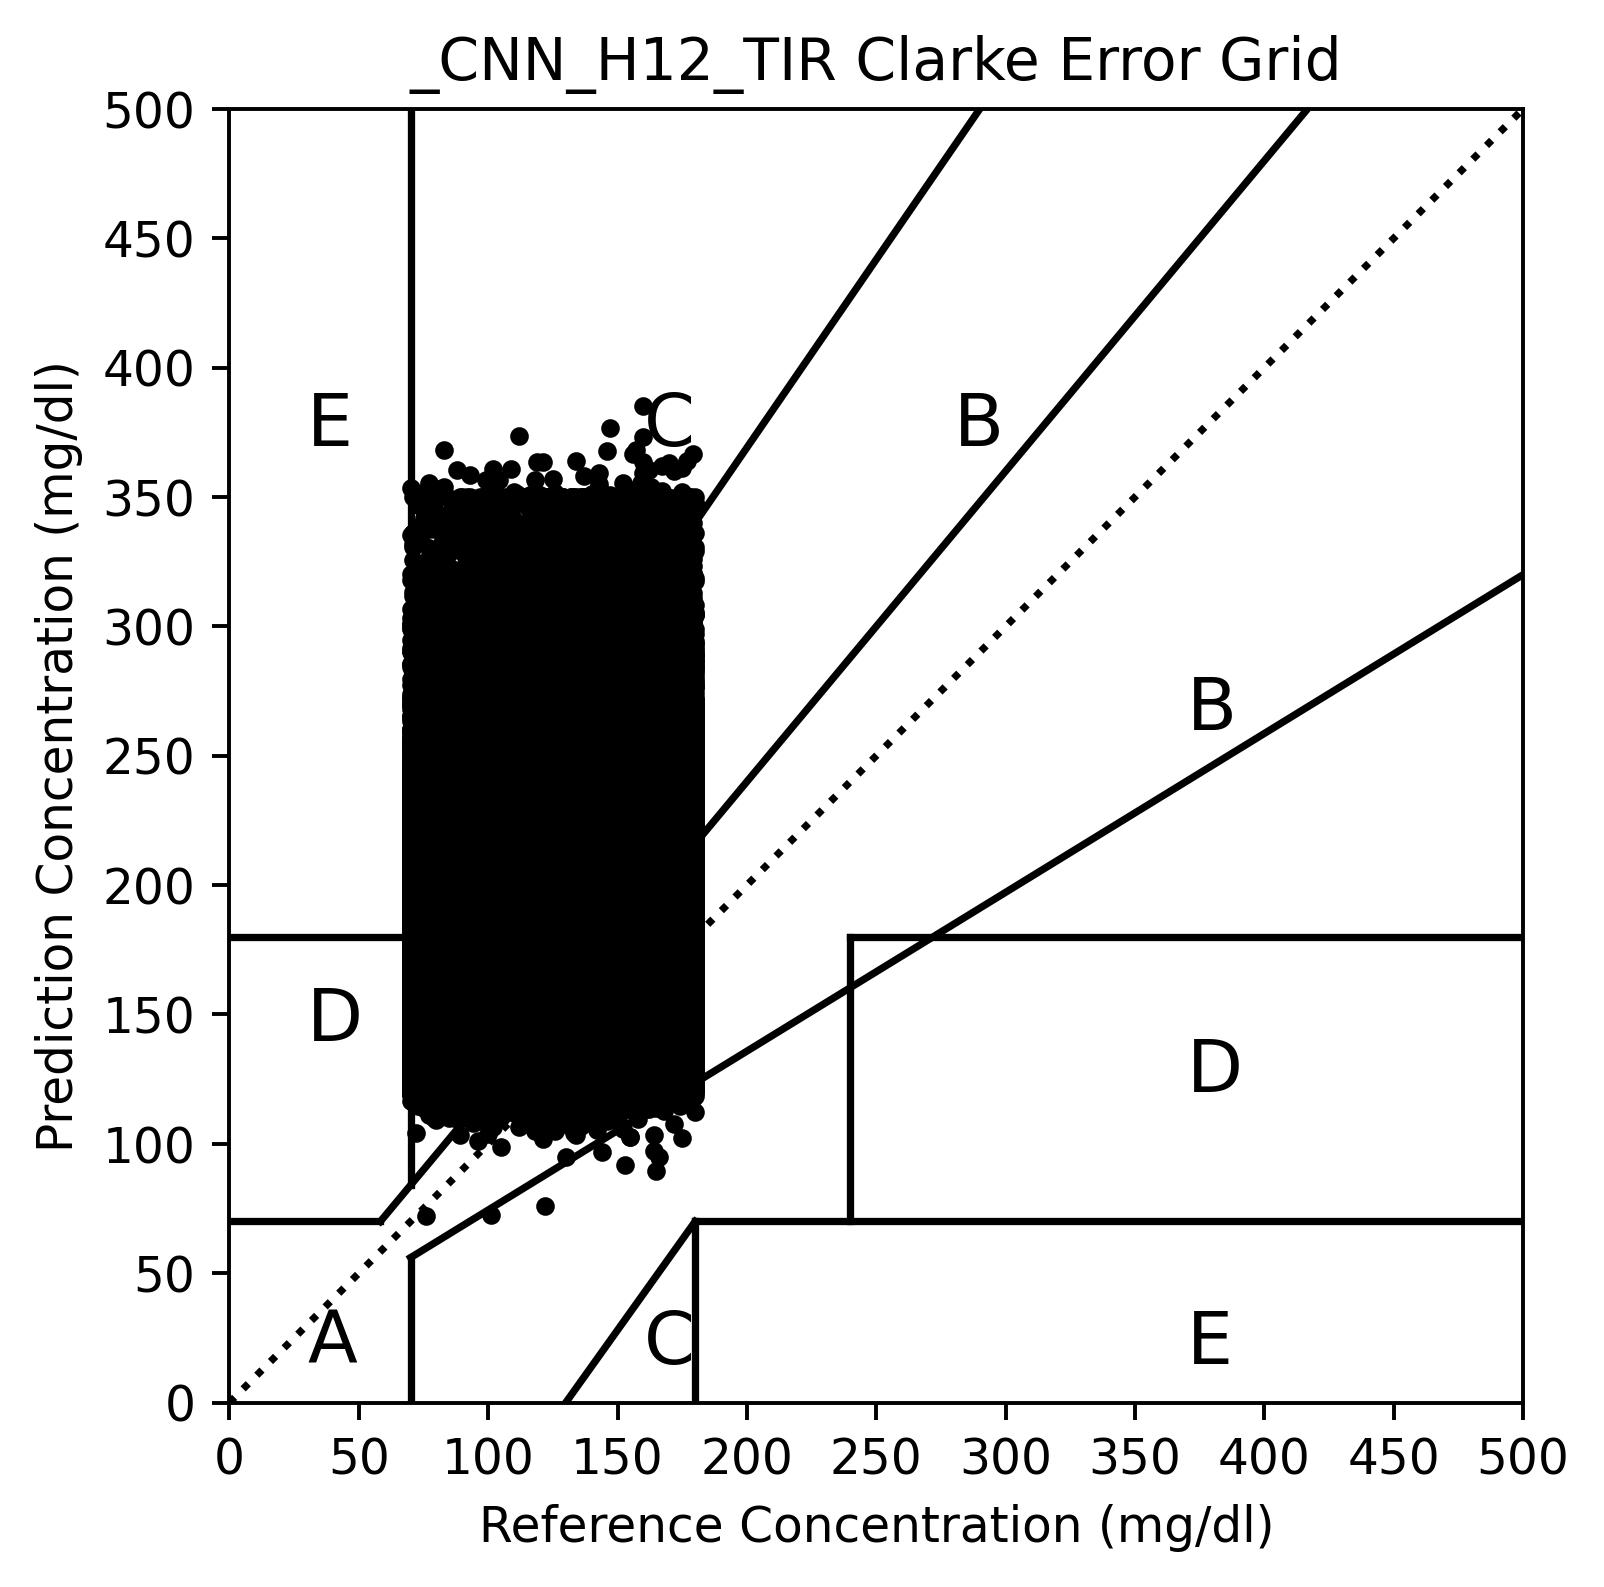 _CNN_H12_TIR Clarke Error Grid
500
450
400
350
300
250
200
150
100
50
0
Prediction Concentration (mg/dl)
E
C
B
B
D
D
A
C
E
0 50 100 150 200 250 300 350 400 450 500
Reference Concentration (mg/dl)